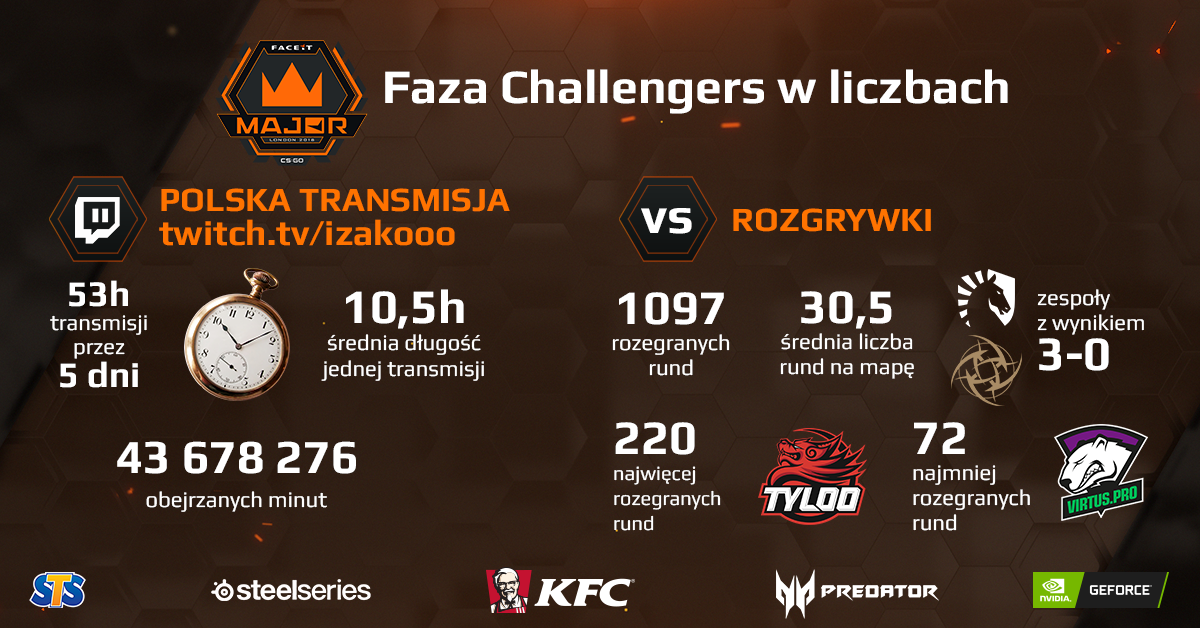 FACEIT
MAJOR
LONDON 2018
CS:GO
Faza Challengers w liczbach
POLSKA TRANSMISJA
twitch.tv/izakooo
53h
transmisji
przez
5 dni
10,5h
średnia długość
jednej transmisji
43 678 276
obejrzanych minut
VS
ROZGRYWKI
1097
rozegranych
rund
30,5
średnia liczba
rund na mapę
zespoły
z wynikiem
3-0
220
najwięcej
rozegranych
rund
TYLOO
72
najmniej
rozegranych
rund
VIRTUS.PRO
STS
steelseries
KFC
PREDATOR
NVIDIA.
GEFORCE